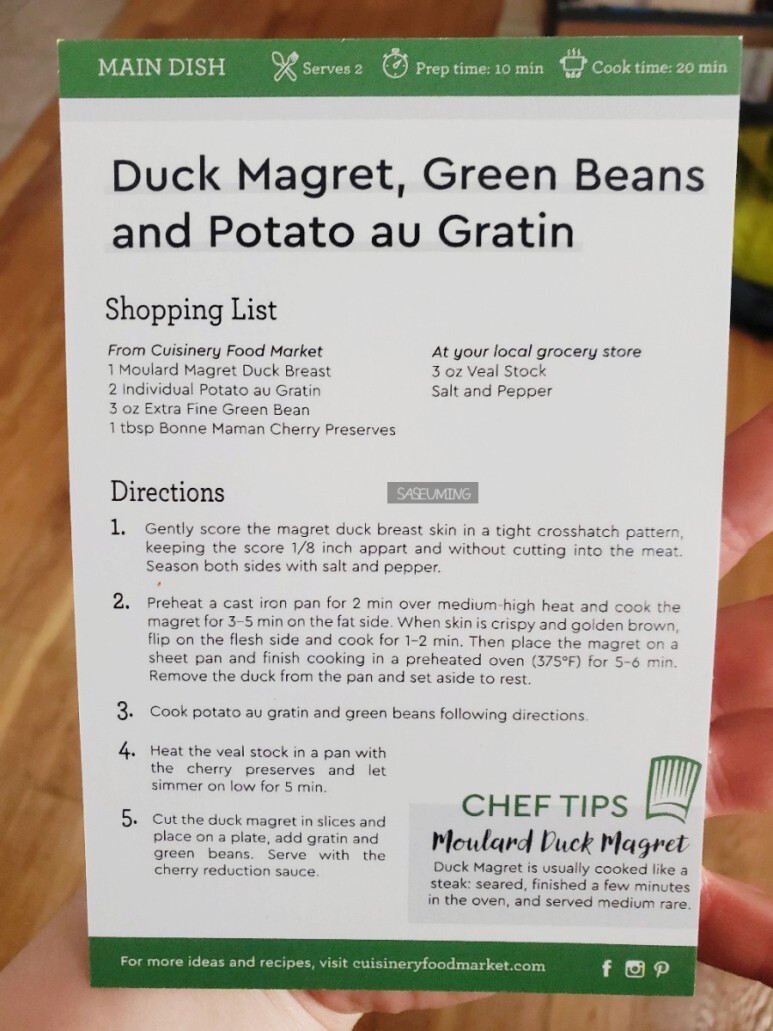 MAIN DISH Serves 2 Prep time: 10 min Cook time: 20 min
Duck Magret, Green Beans
and Potato au Gratin
Shopping List
From Cuisinery Food Market
1 Moulard Magret Duck Breast
2 Individual Potato au Gratin
3 oz Extra Fine Green Bean
1 tbsp Bonne Maman Cherry Preserves
At your local grocery store
3 oz Veal Stock
Salt and Pepper
SASEUMING
Directions
1. Gently score the magret duck breast skin in a tight crosshatch pattern,
keeping the score 1/8 inch appart and without cutting into the meat.
Season both sides with salt and pepper.
2. Preheat a cast iron pan for 2 min over medium-high heat and cook the
magret for 3-5 min on the fat side. When skin is crispy and golden brown,
flip on the flesh side and cook for 1-2 min. Then place the magret on a
sheet pan and finish cooking in a preheated oven (375°F) for 5-6 min.
Remove the duck from the pan and set aside to rest.
3. Cook potato au gratin and green beans following directions.
4. Heat the veal stock in a pan with
the cherry preserves and let
simmer on low for 5 min.
5. Cut the duck magret in slices and
place on a plate, add gratin and
green beans. Serve with the
cherry reduction sauce.
CHEF TIPS
Moulard Duck Magret
Duck Magret is usually cooked like a
steak: seared, finished a few minutes
in the oven, and served medium rare.
For more ideas and recipes, visit cuisineryfoodmarket.com